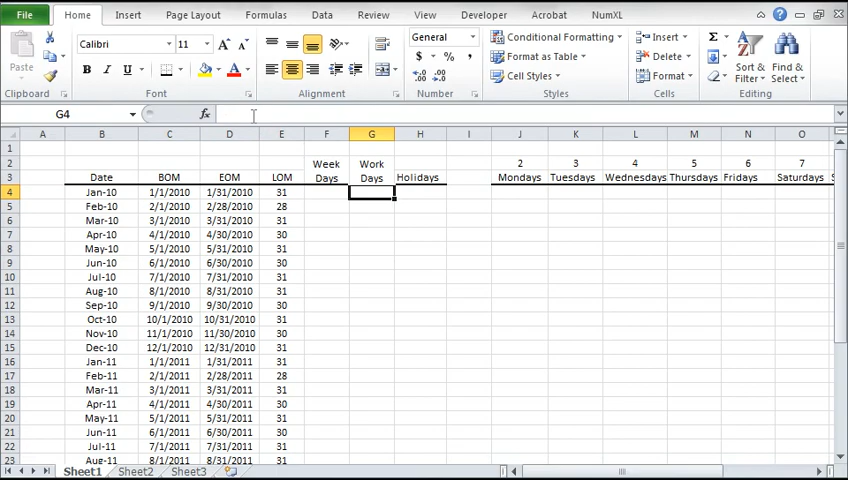 File Home Insert Page Layout Formulas Data Review View Developer Acrobat NumXL
Paste
Calibri 11
B I U
General
$ % ,
Conditional Formatting
Format as Table
Cell Styles
Insert
Delete
Format
Σ
Sort & Filter
Find & Select
Clipboard Font Alignment Number Styles Cells Editing
G4 fx
A B C D E F G H I J K L M N O
1
2 Week Work 2 3 4 5 6 7
3 Date BOM EOM LOM Days Days Holidays Mondays Tuesdays Wednesdays Thursdays Fridays Saturdays S
4 Jan-10 1/1/2010 1/31/2010 31
5 Feb-10 2/1/2010 2/28/2010 28
6 Mar-10 3/1/2010 3/31/2010 31
7 Apr-10 4/1/2010 4/30/2010 30
8 May-10 5/1/2010 5/31/2010 31
9 Jun-10 6/1/2010 6/30/2010 30
10 Jul-10 7/1/2010 7/31/2010 31
11 Aug-10 8/1/2010 8/31/2010 31
12 Sep-10 9/1/2010 9/30/2010 30
13 Oct-10 10/1/2010 10/31/2010 31
14 Nov-10 11/1/2010 11/30/2010 30
15 Dec-10 12/1/2010 12/31/2010 31
16 Jan-11 1/1/2011 1/31/2011 31
17 Feb-11 2/1/2011 2/28/2011 28
18 Mar-11 3/1/2011 3/31/2011 31
19 Apr-11 4/1/2011 4/30/2011 30
20 May-11 5/1/2011 5/31/2011 31
21 Jun-11 6/1/2011 6/30/2011 30
22 Jul-11 7/1/2011 7/31/2011 31
23 Aug-11 8/1/2011 8/31/2011 31
Sheet1 Sheet2 Sheet3